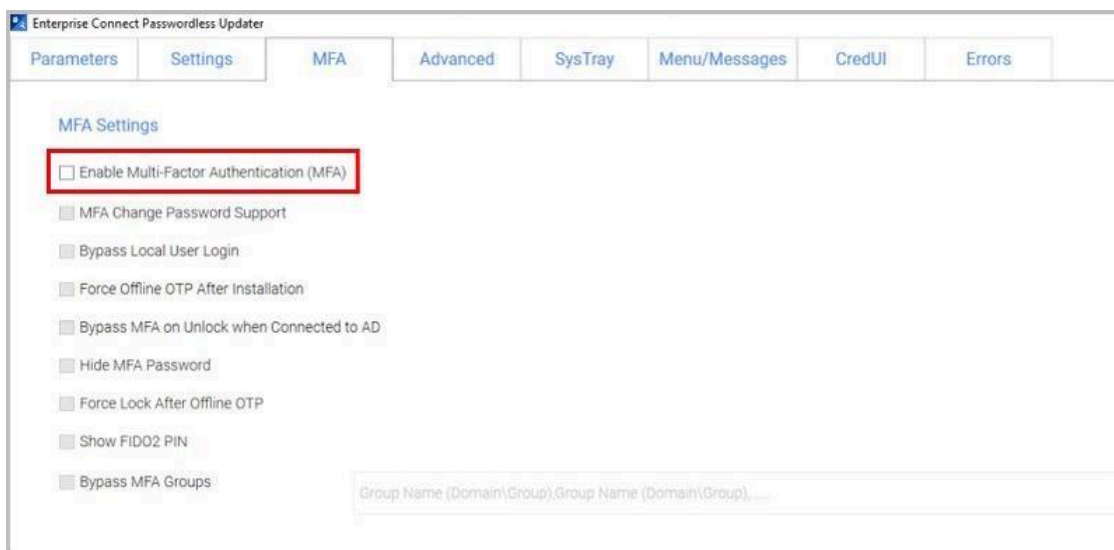 Enterprise Connect Passwordless Updater
Parameters Settings MFA Advanced SysTray Menu/Messages CredUI Errors
MFA Settings
Enable Multi-Factor Authentication (MFA)
MFA Change Password Support
Bypass Local User Login
Force Offline OTP After Installation
Bypass MFA on Unlock when Connected to AD
Hide MFA Password
Force Lock After Offline OTP
Show FIDO2 PIN
Bypass MFA Groups
Group Name (Domain\Group),Group Name (Domain\Group),......